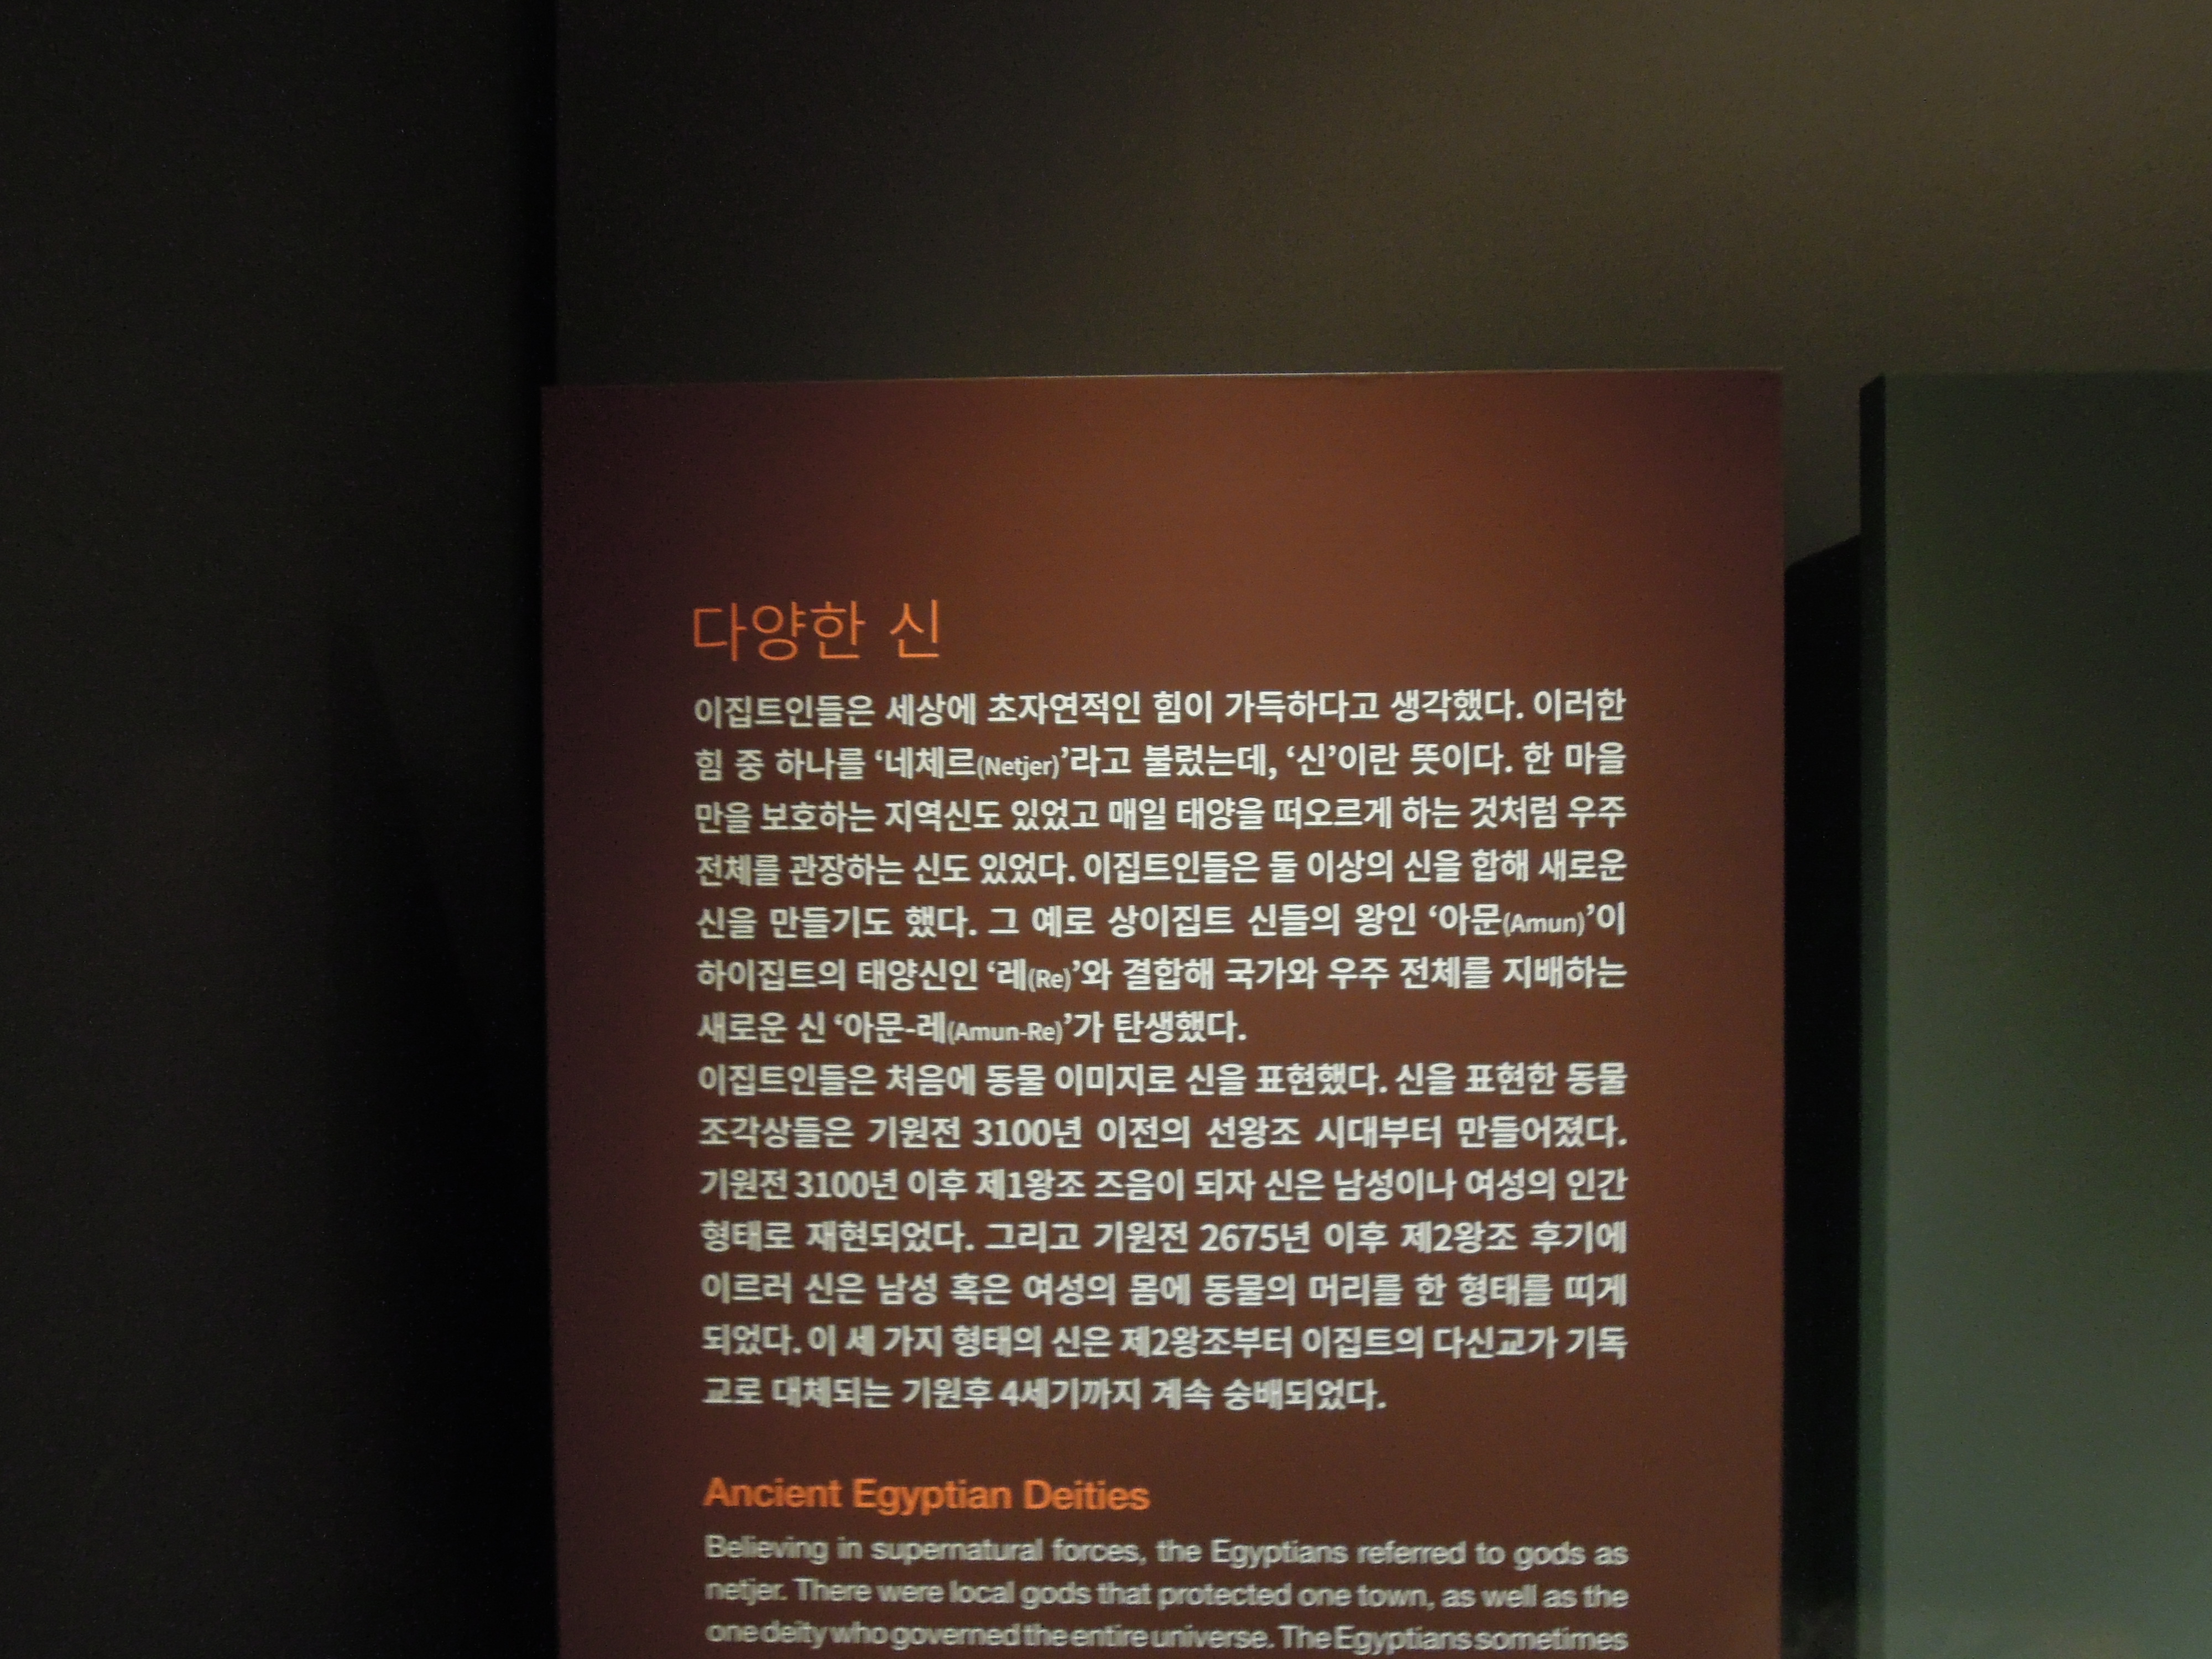 다양한 신
이집트인들은 세상에 초자연적인 힘이 가득하다고 생각했다. 이러한
힘 중 하나를 ‘네체르(Netjer)’라고 불렀는데, ‘신’이란 뜻이다. 한 마을
만을 보호하는 지역신도 있었고 매일 태양을 떠오르게 하는 것처럼 우주
전체를 관장하는 신도 있었다. 이집트인들은 둘 이상의 신을 합해 새로운
신을 만들기도 했다. 그 예로 상이집트 신들의 왕인 ‘아문(Amun)’이
하이집트의 태양신인 ‘레(Re)’와 결합해 국가와 우주 전체를 지배하는
새로운 신 ‘아문-레(Amun-Re)’가 탄생했다.
이집트인들은 처음에 동물 이미지로 신을 표현했다. 신을 표현한 동물
조각상들은 기원전 3100년 이전의 선왕조 시대부터 만들어졌다.
기원전 3100년 이후 제1왕조 즈음이 되자 신은 남성이나 여성의 인간
형태로 재현되었다. 그리고 기원전 2675년 이후 제2왕조 후기에
이르러 신은 남성 혹은 여성의 몸에 동물의 머리를 한 형태를 띠게
되었다. 이 세 가지 형태의 신은 제2왕조부터 이집트의 다신교가 기독
교로 대체되는 기원후 4세기까지 계속 숭배되었다.
Ancient Egyptian Deities
Believing in supernatural forces, the Egyptians referred to gods as
netjer. There were local gods that protected one town, as well as the
one deity who governed the entire universe. The Egyptians sometimes